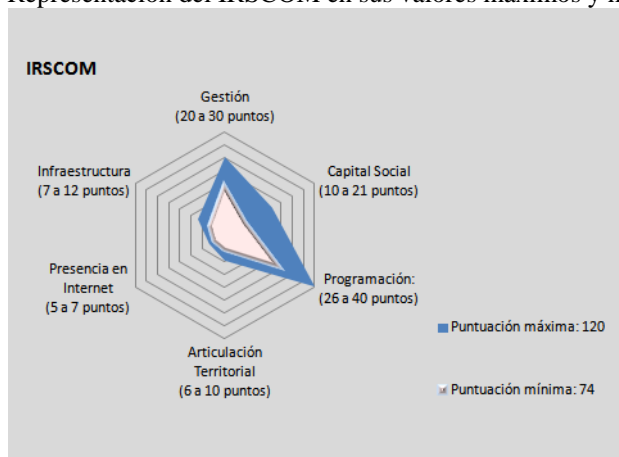 Representación del IRSCOM en sus valores máximos y
IRSCOM
Gestión
(20 a 30 puntos)
Capital Social
(10 a 21 puntos)
Programación:
(26 a 40 puntos)
Articulación
Territorial
(6 a 10 puntos)
Presencia en
Internet
(5 a 7 puntos)
Infraestructura
(7 a 12 puntos)
Puntuación máxima: 120
Puntuación mínima: 74